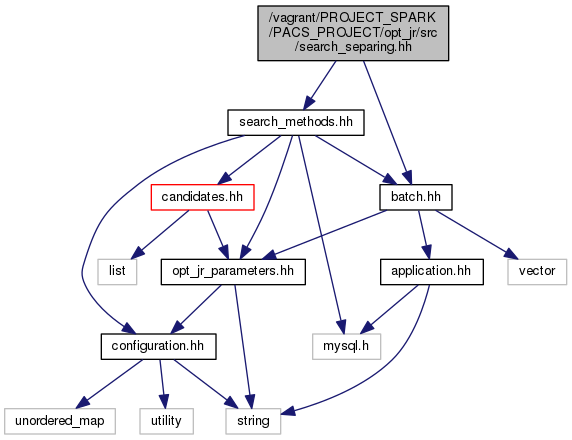 /vagrant/PROJECT_SPARK
/PACS_PROJECT/opt_jr/src
/search_separing.hh
search_methods.hh
candidates.hh
batch.hh
list
opt_jr_parameters.hh
application.hh
vector
configuration.hh
mysql.h
unordered_map
utility
string